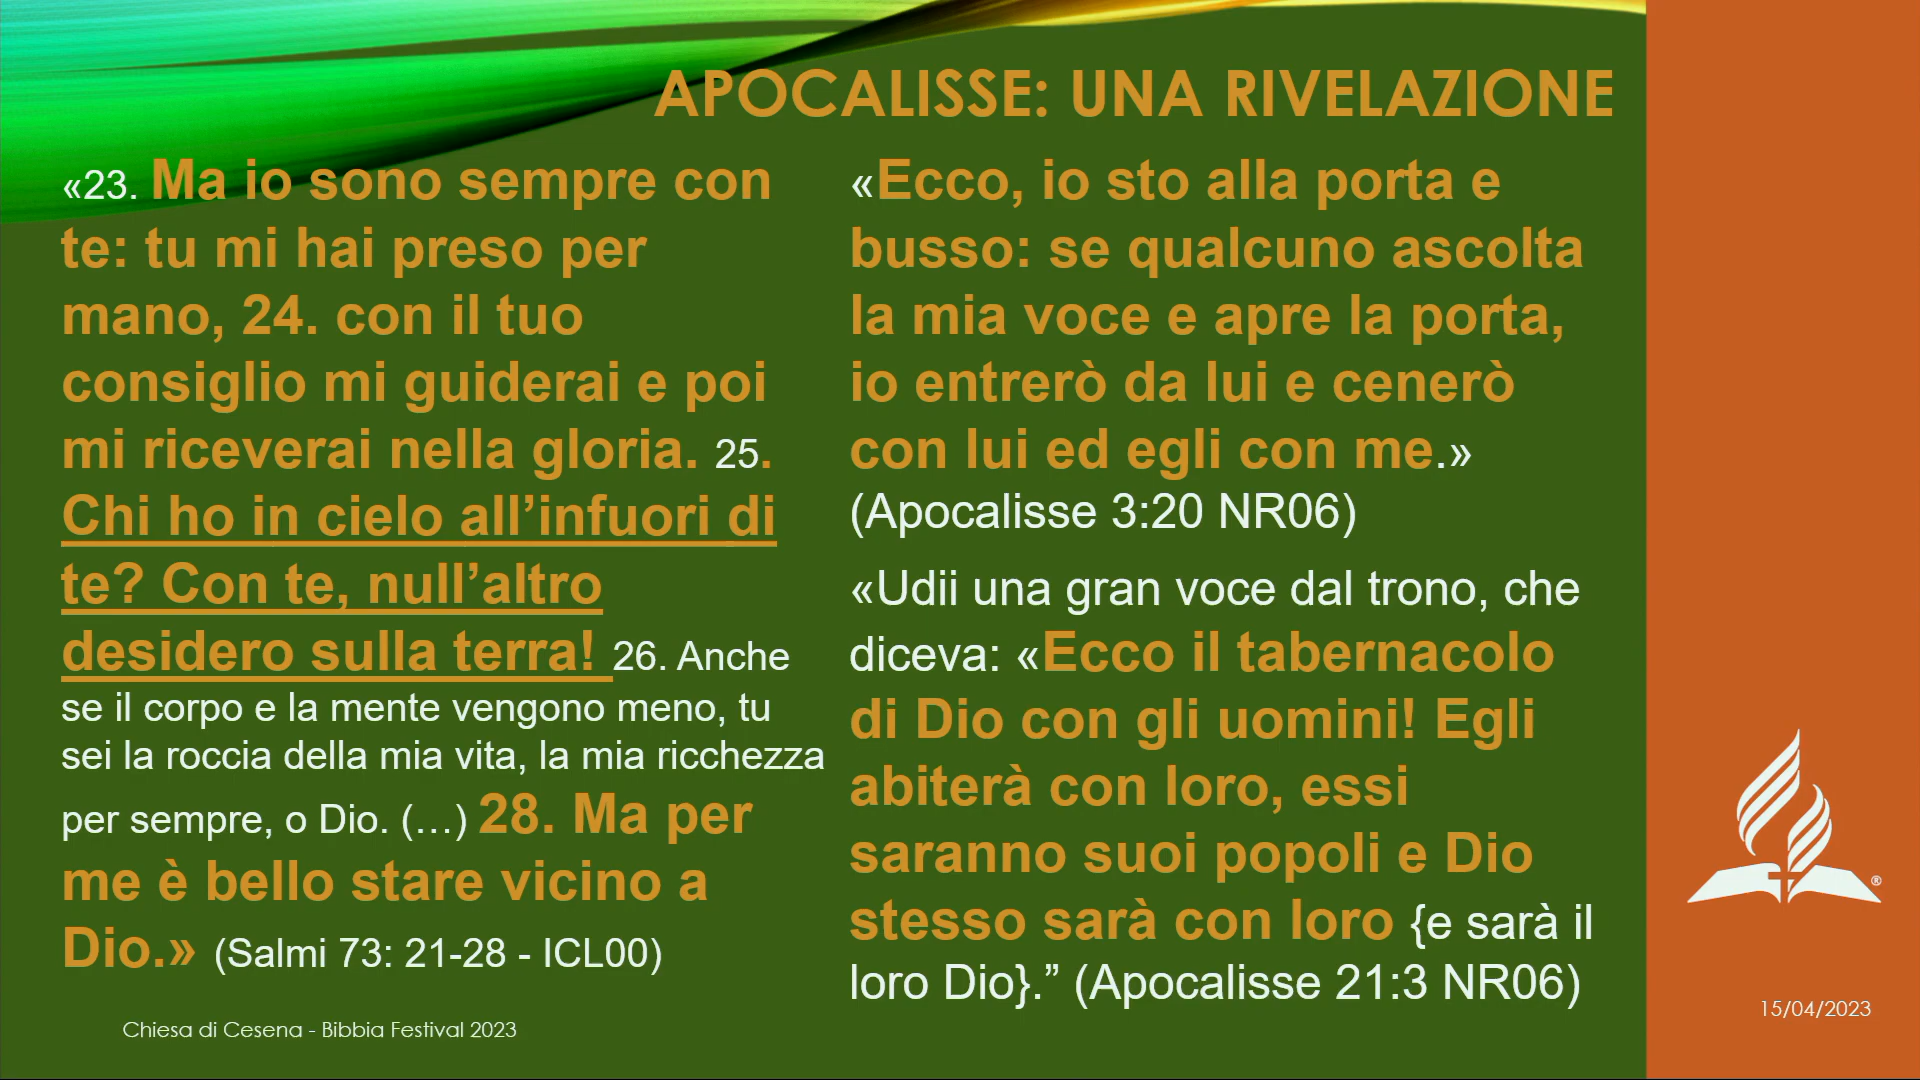 APOCALISSE: UNA RIVELAZIONE
«23. Ma io sono sempre con
te: tu mi hai preso per
mano, 24. con il tuo
consiglio mi guiderai e poi
mi riceverai nella gloria. 25.
Chi ho in cielo all’infuori di
te? Con te, null’altro
desidero sulla terra! 26. Anche
se il corpo e la mente vengono meno, tu
sei la roccia della mia vita, la mia ricchezza
per sempre, o Dio. (…) 28. Ma per
me è bello stare vicino a
Dio.» (Salmi 73: 21-28 - ICL00)
«Ecco, io sto alla porta e
busso: se qualcuno ascolta
la mia voce e apre la porta,
io entrerò da lui e cenerò
con lui ed egli con me.»
(Apocalisse 3:20 NR06)
«Udii una gran voce dal trono, che
diceva: «Ecco il tabernacolo
di Dio con gli uomini! Egli
abiterà con loro, essi
saranno suoi popoli e Dio
stesso sarà con loro {e sarà il
loro Dio}.” (Apocalisse 21:3 NR06)
®
15/04/2023
Chiesa di Cesena - Bibbia Festival 2023